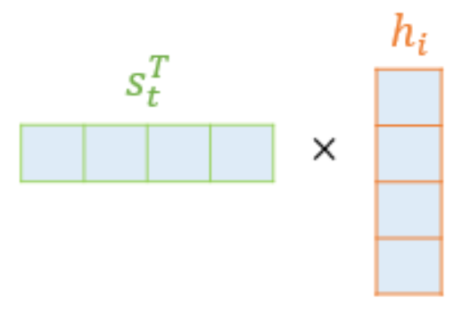 h_i
s_t^T
×